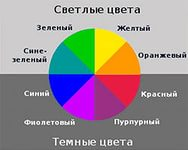 Светлые цвета
Зеленый Желтый
Сине-
зеленый Оранжевый
Синий Красный
Фиолетовый Пурпурный
Темные цвета